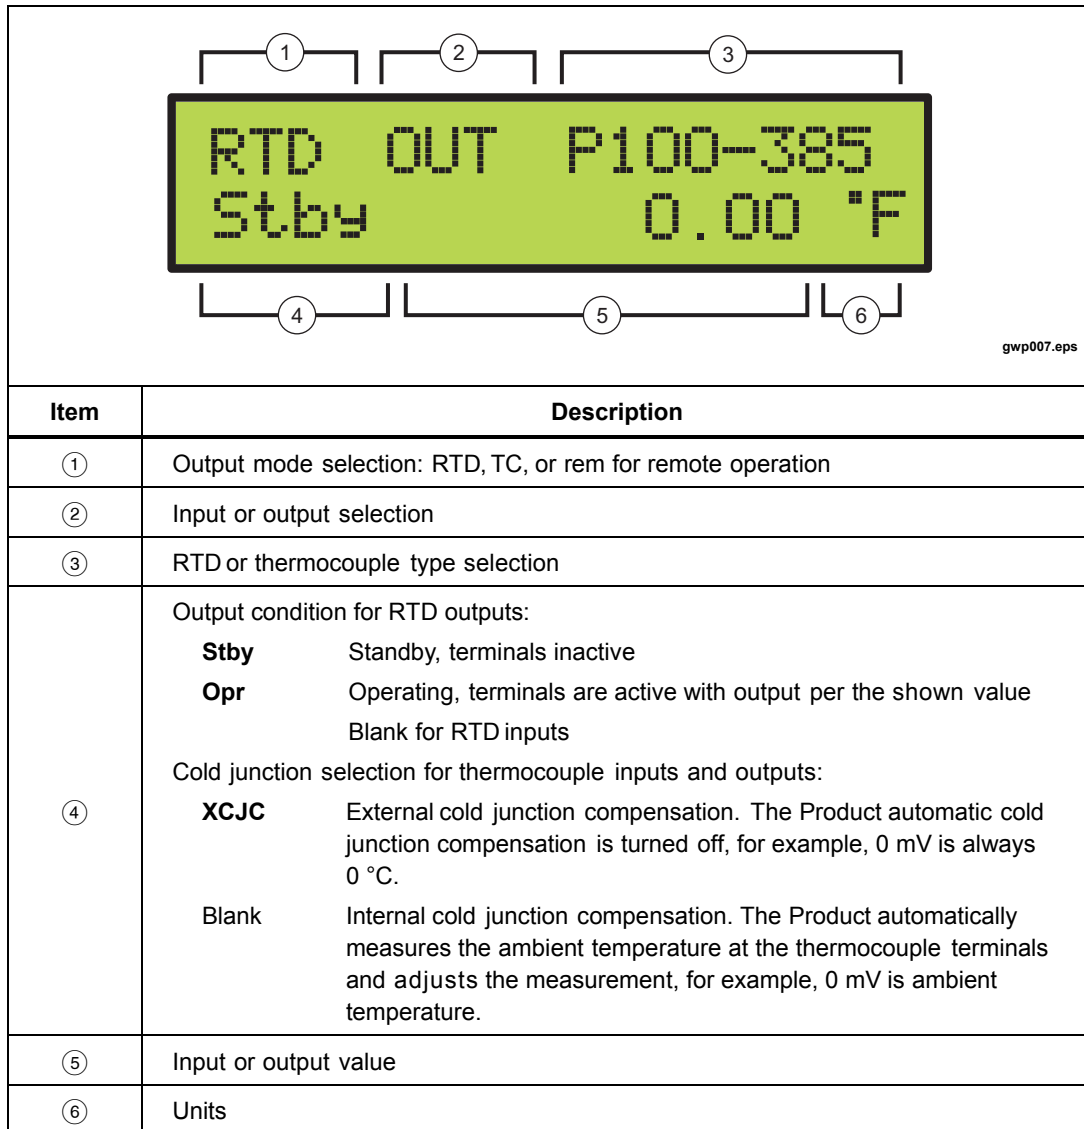 1 2 3
RTD OUT P100-385
Stby 0.00 °F
4 5 6
gwp007.eps
Item Description
1 Output mode selection: RTD, TC, or rem for remote operation
2 Input or output selection
3 RTD or thermocouple type selection
4
Output condition for RTD outputs:
Stby Standby, terminals inactive
Opr Operating, terminals are active with output per the shown value
Blank for RTD inputs
Cold junction selection for thermocouple inputs and outputs:
XCJC External cold junction compensation. The Product automatic cold
junction compensation is turned off, for example, 0 mV is always
0 °C.
Blank Internal cold junction compensation. The Product automatically
measures the ambient temperature at the thermocouple terminals
and adjusts the measurement, for example, 0 mV is ambient
temperature.
5 Input or output value
6 Units